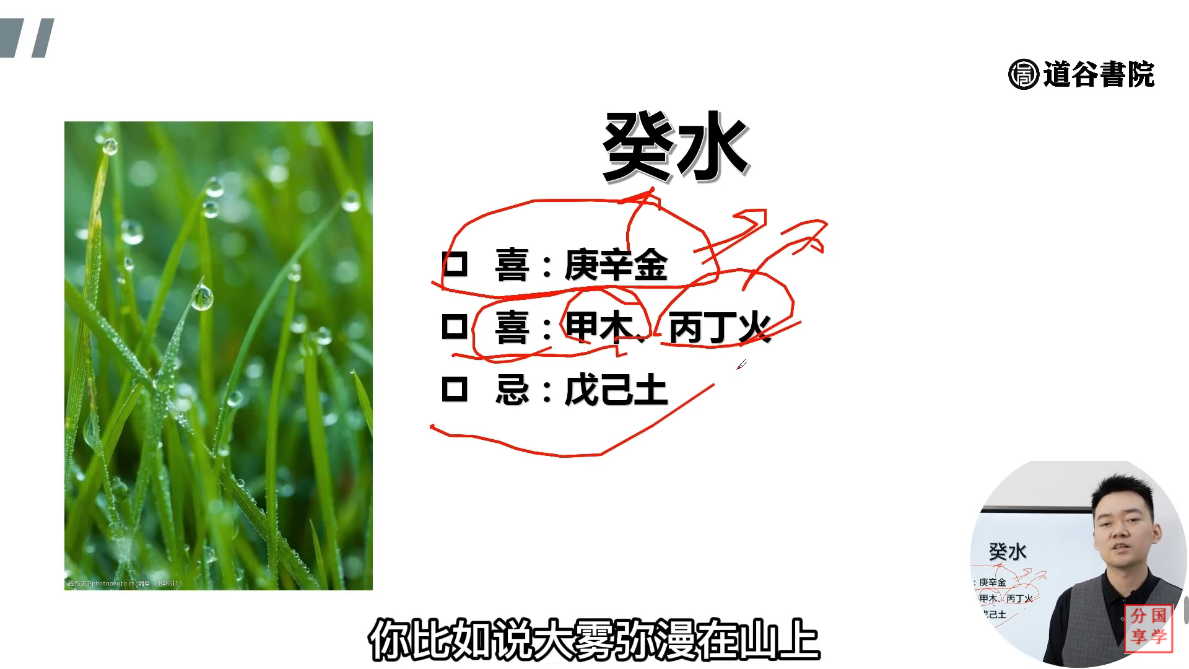 道谷書院
癸水
喜：庚辛金
喜：甲木、丙丁火
忌：戊己土
癸水
：庚辛金
甲木、丙丁火
戊己土
分国
享学
你比如说大雾弥漫在山上